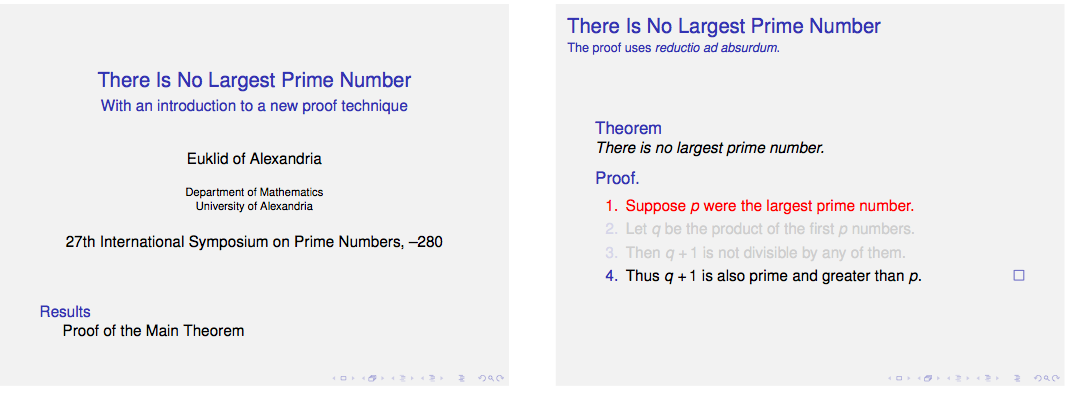 There Is No Largest Prime Number
With an introduction to a new proof technique
Euklid of Alexandria
Department of Mathematics
University of Alexandria
27th International Symposium on Prime Numbers, –280
Results
Proof of the Main Theorem
There Is No Largest Prime Number
The proof uses reductio ad absurdum.
Theorem
There is no largest prime number.
Proof.
1. Suppose p were the largest prime number.
2. Let q be the product of the first p numbers.
3. Then q + 1 is not divisible by any of them.
4. Thus q + 1 is also prime and greater than p.